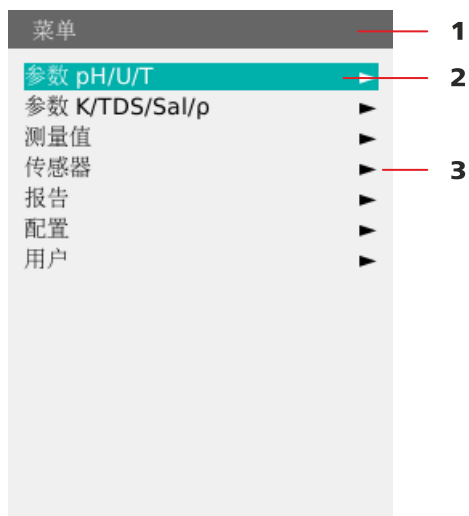 菜单 1
参数 pH/U/T 2
参数 K/TDS/Sal/ρ
测量值
传感器 3
报告
配置
用户